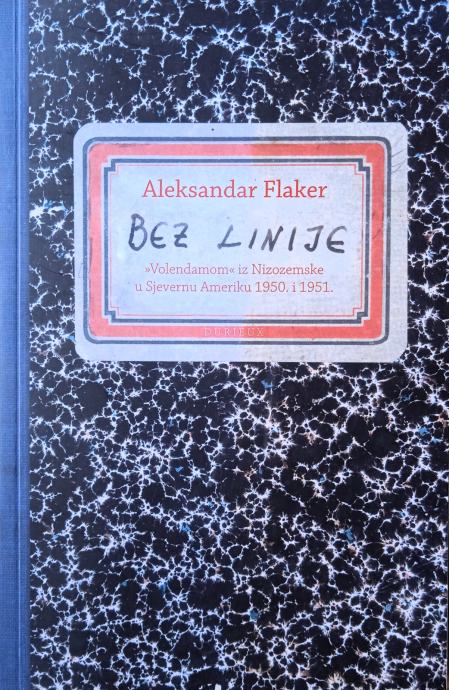 Aleksandar Flaker
BEZ LINIJE
»Volendamom« iz Nizozemske
u Sjevernu Ameriku 1950. i 1951.
DURIEUX